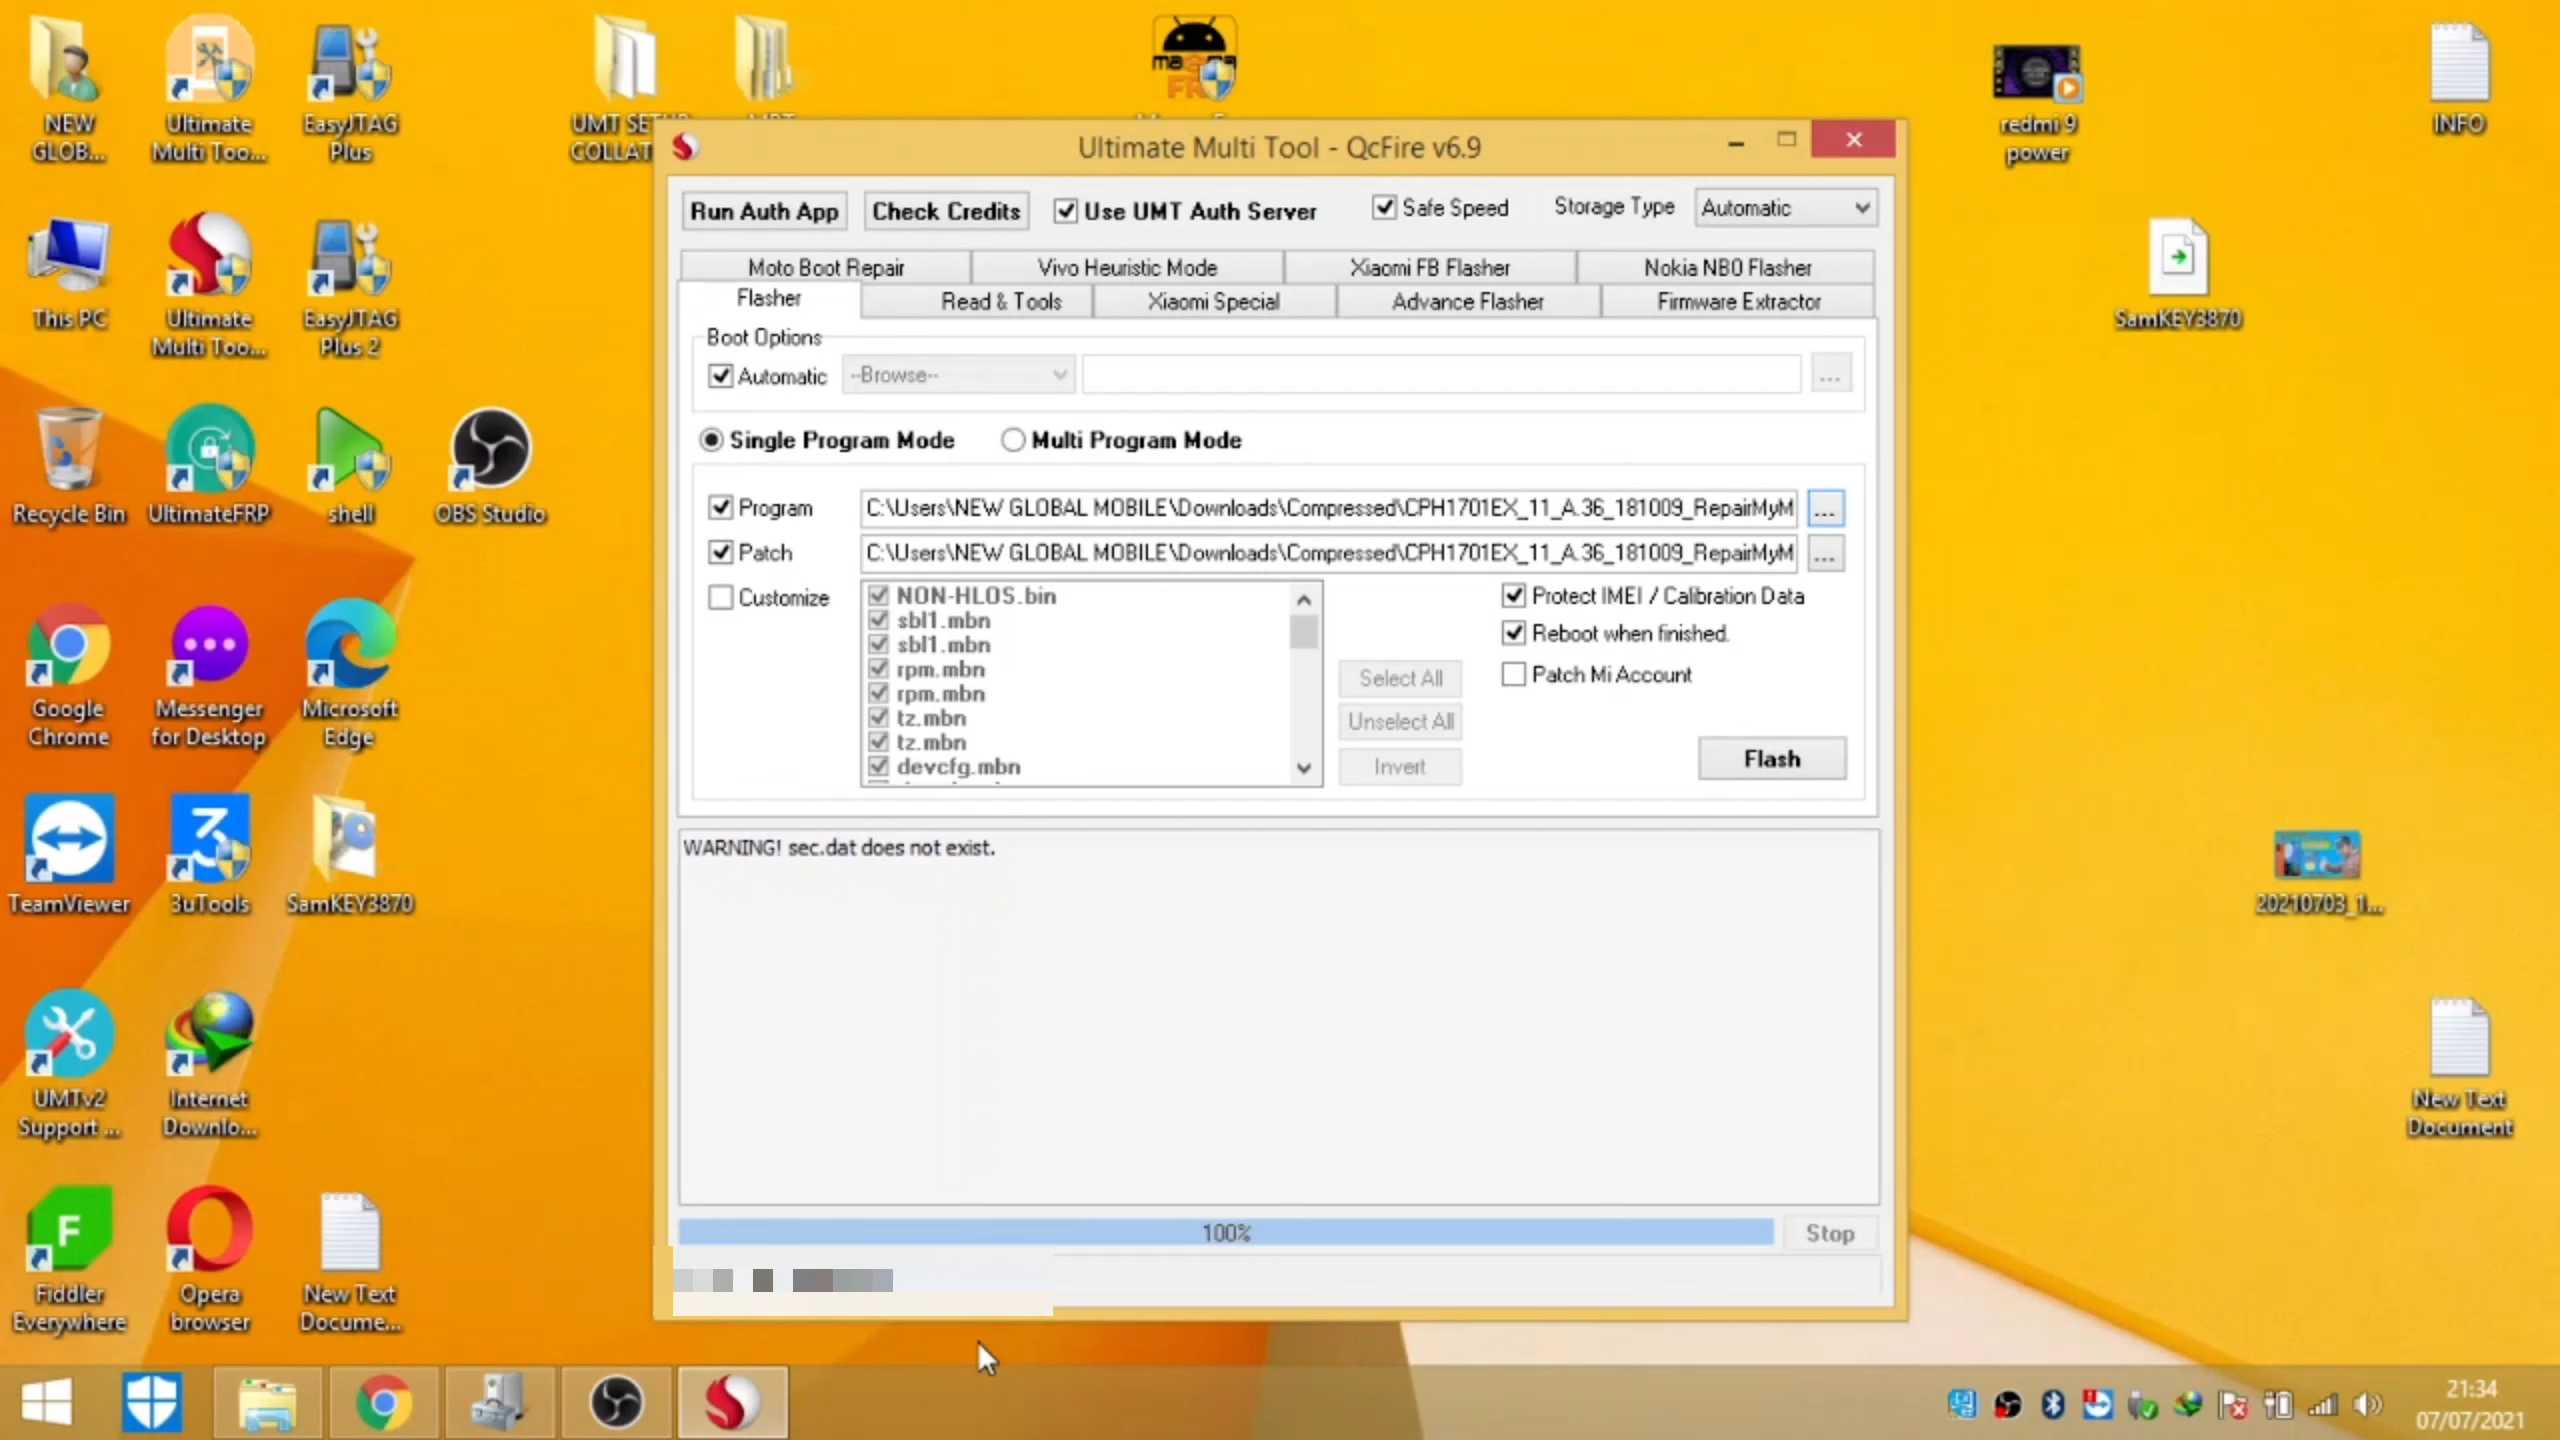 NEW
GLOB...
Ultimate
Multi Too...
EasyJTAG
Plus
UMT SET
COLLAT
redmi 9
power
INFO
This PC
Ultimate
Multi Too...
EasyJTAG
Plus 2
SamKEY3870
Recycle Bin
UltimateFRP
shell
OBS Studio
Google
Chrome
Messenger
for Desktop
Microsoft
Edge
TeamViewer
3uTools
SamKEY3870
20210703_1...
UMTv2
Support ...
Internet
Downlo...
New Text
Document
Fiddler
Everywhere
Opera
browser
New Text
Docume...
Ultimate Multi Tool - QcFire v6.9
Run Auth App
Check Credits
Use UMT Auth Server
Safe Speed
Storage Type
Automatic
Moto Boot Repair
Vivo Heuristic Mode
Xiaomi FB Flasher
Nokia NB0 Flasher
Flasher
Read & Tools
Xiaomi Special
Advance Flasher
Firmware Extractor
Boot Options
Automatic
--Browse--
...
Single Program Mode
Multi Program Mode
Program
C:\Users\NEW GLOBAL MOBILE\Downloads\Compressed\CPH1701EX_11_A.36_181009_RepairMyM
...
Patch
C:\Users\NEW GLOBAL MOBILE\Downloads\Compressed\CPH1701EX_11_A.36_181009_RepairMyM
...
Customize
NON-HLOS.bin
sbl1.mbn
sbl1.mbn
rpm.mbn
rpm.mbn
tz.mbn
tz.mbn
devcfg.mbn
Select All
Unselect All
Invert
Protect IMEI / Calibration Data
Reboot when finished.
Patch Mi Account
Flash
WARNING! sec.dat does not exist.
100%
Stop
21:34
07/07/2021